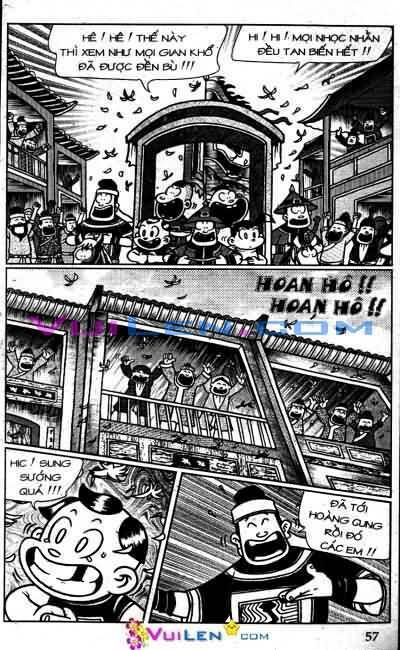 HÊ! HÊ! THẾ NÀY
THÌ XEM NHƯ MỌI GIAN KHỔ
ĐÃ ĐƯỢC ĐỀN BÙ!!!
HI! HI! MỌI NHỌC NHẰN
ĐỀU TAN BIẾN HẾT!!
HOAN HÔ!!
HOAN HÔ!!
VUILEN.COM
HIC! SUNG
SƯỚNG
QUÁ!!!
ĐÃ TỚI
HOÀNG CUNG
RỒI ĐÓ
CÁC EM!!
57
VUILEN.COM